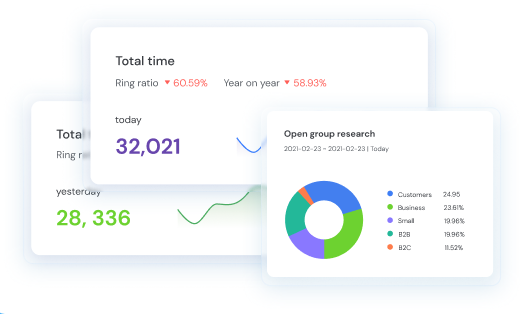 Total time
Ring ratio ▼ 60.59% Year on year ▼ 58.93%
today
32,021
Total
Ring
yesterday
28, 336
Open group research
2021-02-23 - 2021-02-23 | Today
Customers 24.95
Business 23.61%
Small 19.96%
B2B 19.96%
B2C 11.52%